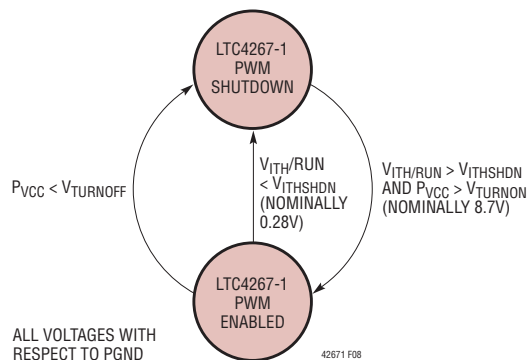 LTC4267-1
PWM
SHUTDOWN
PVCC < VTURNOFF
VITH/RUN
< VITHSHDN
(NOMINALLY
0.28V)
VITH/RUN > VITHSHDN
AND PVCC > VTURNON
(NOMINALLY 8.7V)
LTC4267-1
PWM
ENABLED
ALL VOLTAGES WITH
RESPECT TO PGND
42671 F08